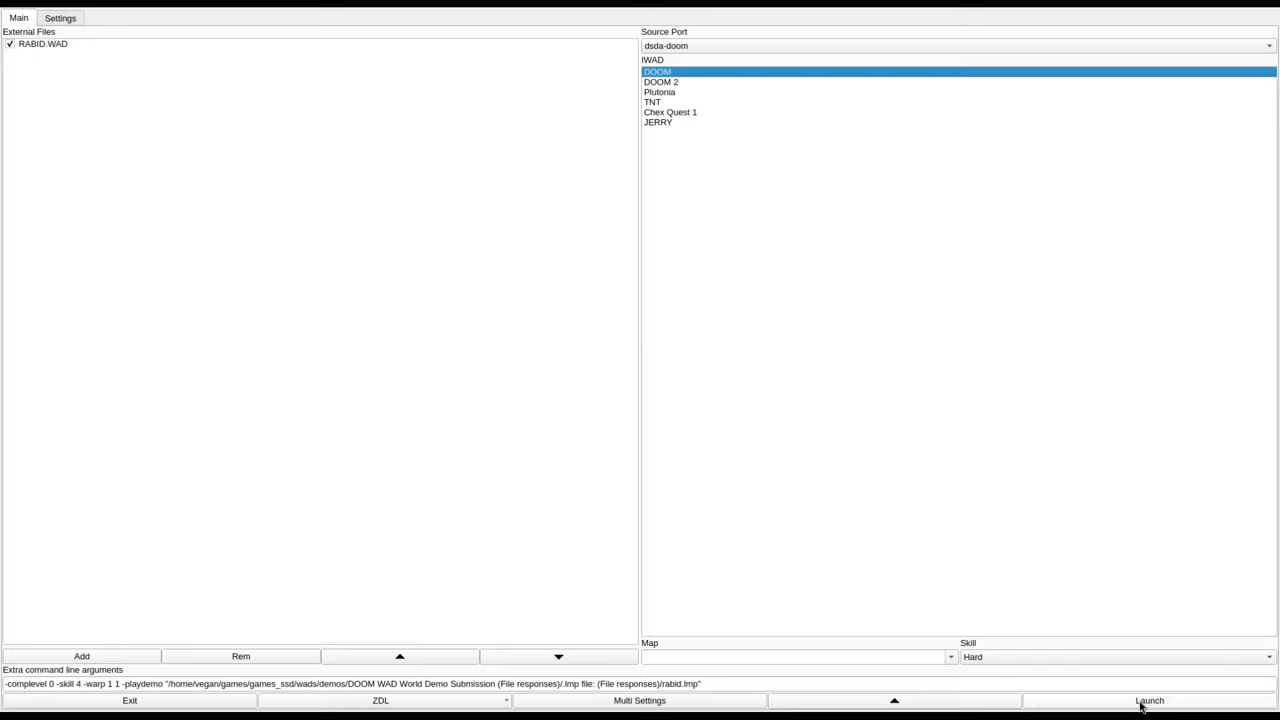 Main Settings
External Files
RABID.WAD
Source Port
dsda-doom
IWAD
DOOM
DOOM 2
Plutonia
TNT
Chex Quest 1
JERRY
Map Skill
Hard
Add Rem
Extra command line arguments
-complevel 0 -skill 4 -warp 1 1 -playdemo "/home/vegan/games/games_ssd/wads/demos/DOOM WAD World Demo Submission (File responses)/.lmp file: (File responses)/rabid.lmp"
Exit ZDL Multi Settings Launch